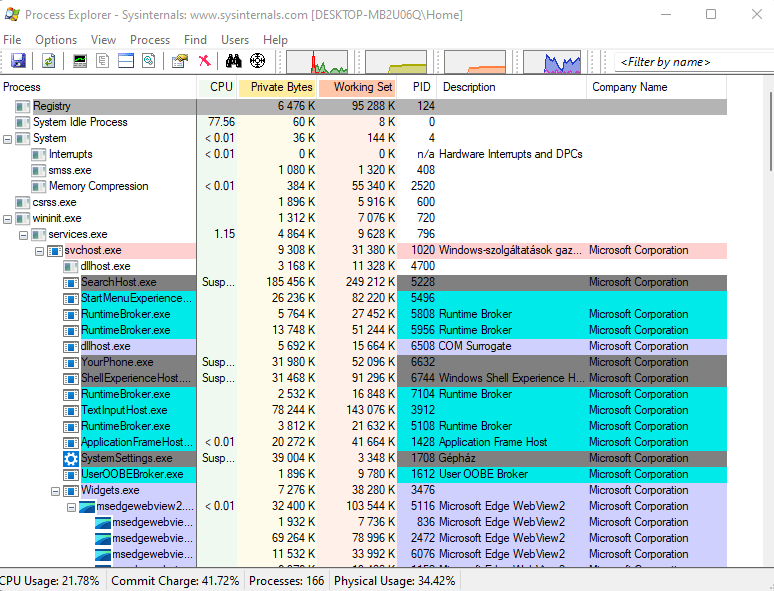 Process Explorer - Sysinternals: www.sysinternals.com [DESKTOP-MB2U06Q\Home]
File Options View Process Find Users Help
<Filter by name>
Process CPU Private Bytes Working Set PID Description Company Name
Registry 6 476 K 95 288 K 124
System Idle Process 77.56 60 K 8 K 0
System < 0.01 36 K 144 K 4
Interrupts < 0.01 0 K 0 K n/a Hardware Interrupts and DPCs
smss.exe 1 080 K 1 320 K 408
Memory Compression < 0.01 384 K 55 340 K 2520
csrss.exe 1 896 K 5 916 K 600
wininit.exe 1 312 K 7 076 K 720
services.exe 1.15 4 864 K 9 628 K 796
svchost.exe 9 308 K 31 380 K 1020 Windows-szolgáltatások gaz... Microsoft Corporation
dllhost.exe 3 168 K 11 328 K 4700
SearchHost.exe Susp... 185 456 K 249 212 K 5228 Microsoft Corporation
StartMenuExperience... 26 236 K 82 220 K 5496
RuntimeBroker.exe 5 764 K 27 452 K 5808 Runtime Broker Microsoft Corporation
RuntimeBroker.exe 13 748 K 51 244 K 5956 Runtime Broker Microsoft Corporation
dllhost.exe 5 692 K 15 664 K 6508 COM Surrogate Microsoft Corporation
YourPhone.exe Susp... 31 980 K 52 096 K 6632 Microsoft Corporation
ShellExperienceHost.... Susp... 31 468 K 91 296 K 6744 Windows Shell Experience H... Microsoft Corporation
RuntimeBroker.exe 2 532 K 16 848 K 7104 Runtime Broker Microsoft Corporation
TextInputHost.exe 78 244 K 143 076 K 3912 Microsoft Corporation
RuntimeBroker.exe 3 812 K 21 632 K 5108 Runtime Broker Microsoft Corporation
ApplicationFrameHost... < 0.01 20 272 K 41 664 K 1428 Application Frame Host Microsoft Corporation
SystemSettings.exe Susp... 39 004 K 3 348 K 1708 Gépház Microsoft Corporation
UserOOBEBroker.exe 1 896 K 9 780 K 1612 User OOBE Broker Microsoft Corporation
Widgets.exe 7 276 K 38 280 K 3476 Microsoft Corporation
msedgewebview2.... < 0.01 32 400 K 103 544 K 5116 Microsoft Edge WebView2 Microsoft Corporation
msedgewebvie... 1 932 K 7 736 K 836 Microsoft Edge WebView2 Microsoft Corporation
msedgewebvie... 69 264 K 78 996 K 2472 Microsoft Edge WebView2 Microsoft Corporation
msedgewebvie... 11 532 K 33 992 K 6076 Microsoft Edge WebView2 Microsoft Corporation
CPU Usage: 21.78% Commit Charge: 41.72% Processes: 166 Physical Usage: 34.42%